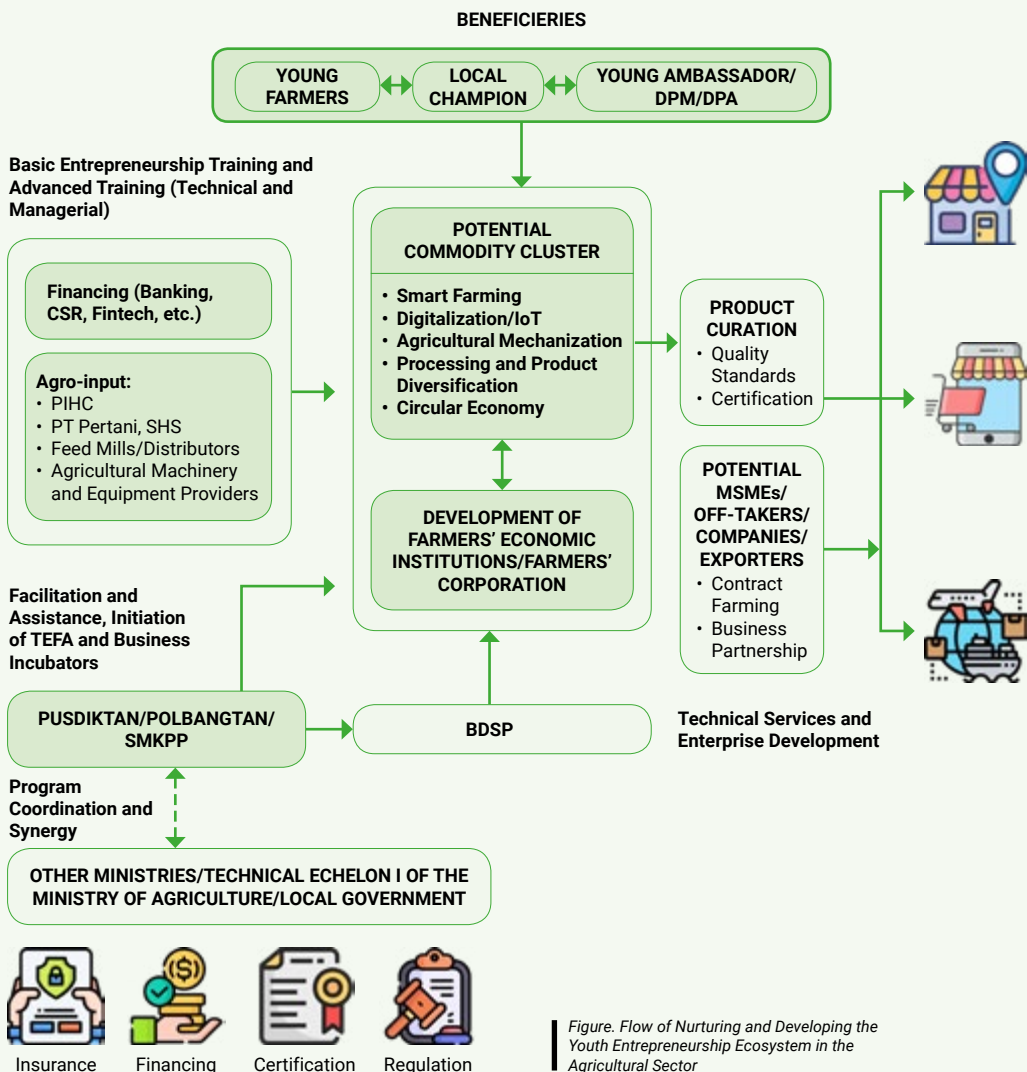 BENEFICIERIES
YOUNG
FARMERS
LOCAL
CHAMPION
YOUNG AMBASSADOR/
DPM/DPA
Basic Entrepreneurship Training and
Advanced Training (Technical and
Managerial)
Financing (Banking,
CSR, Fintech, etc.)
Agro-input:
• PIHC
• PT Pertani, SHS
• Feed Mills/Distributors
• Agricultural Machinery
and Equipment Providers
POTENTIAL
COMMODITY CLUSTER
• Smart Farming
• Digitalization/IoT
• Agricultural Mechanization
• Processing and Product
Diversification
• Circular Economy
DEVELOPMENT OF
FARMERS' ECONOMIC
INSTITUTIONS/FARMERS'
CORPORATION
PRODUCT
CURATION
• Quality
Standards
• Certification
POTENTIAL
MSMEs/
OFF-TAKERS/
COMPANIES/
EXPORTERS
• Contract
Farming
• Business
Partnership
Facilitation and
Assistance, Initiation
of TEFA and Business
Incubators
PUSDIKTAN/POLBANGTAN/
SMKPP
BDSP
Technical Services and
Enterprise Development
Program
Coordination and
Synergy
OTHER MINISTRIES/TECHNICAL ECHELON I OF THE
MINISTRY OF AGRICULTURE/LOCAL GOVERNMENT
Insurance
Financing
Certification
Regulation
Figure. Flow of Nurturing and Developing the
Youth Entrepreneurship Ecosystem in the
Agricultural Sector